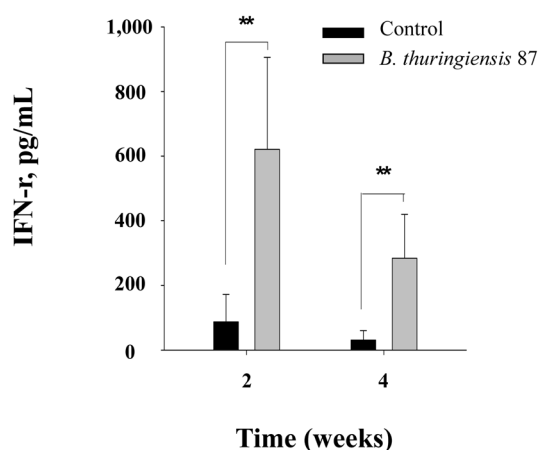 1,000
800
600
400
200
0
IFN-r, pg/mL
**
**
Control
B. thuringiensis 87
2 4
Time (weeks)